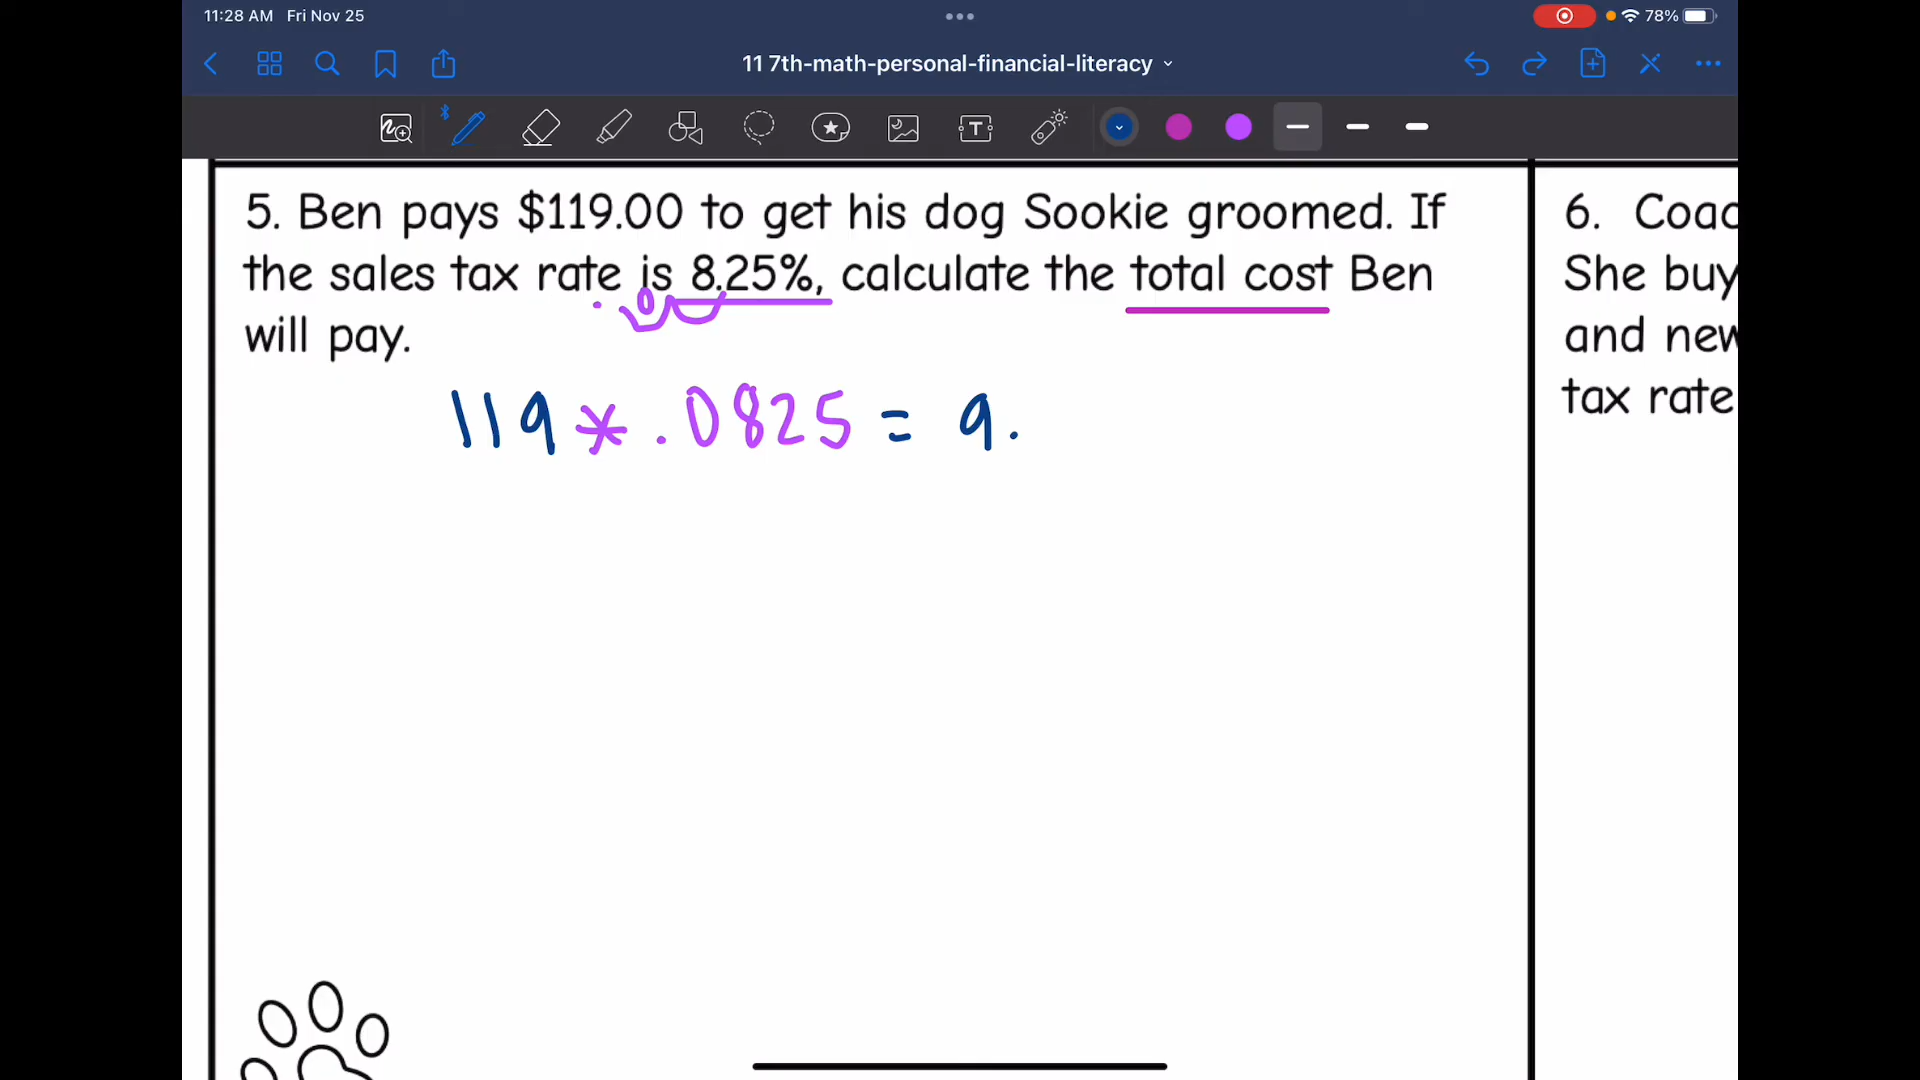 11:28 AM Fri Nov 25
78%
11 7th-math-personal-financial-literacy
5. Ben pays $119.00 to get his dog Sookie groomed. If
the sales tax rate is 8.25%, calculate the total cost Ben
will pay.
. 0
119 * .0825 = 9.
6. Coac
She buy
and new
tax rate